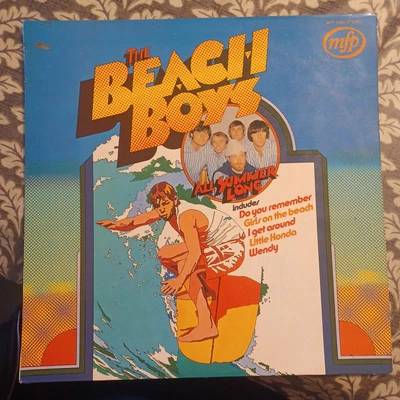 THE
BEACH
BOYS
mfp
ALL SUMMER
LONG
includes
Do you remember
Girls on the beach
I get around
Little Honda
Wendy